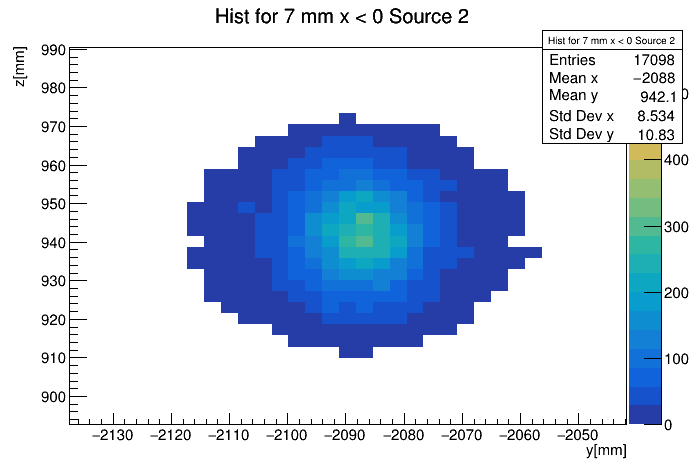 Hist for 7 mm x < 0 Source 2
Hist for 7 mm x < 0 Source 2
Entries 17098
Mean x −2088
Mean y 942.1
Std Dev x 8.534
Std Dev y 10.83
z[mm]
990
980
970
960
950
940
930
920
910
900
−2130 −2120 −2110 −2100 −2090 −2080 −2070 −2060 −2050
y[mm]
0
400
300
200
100
0